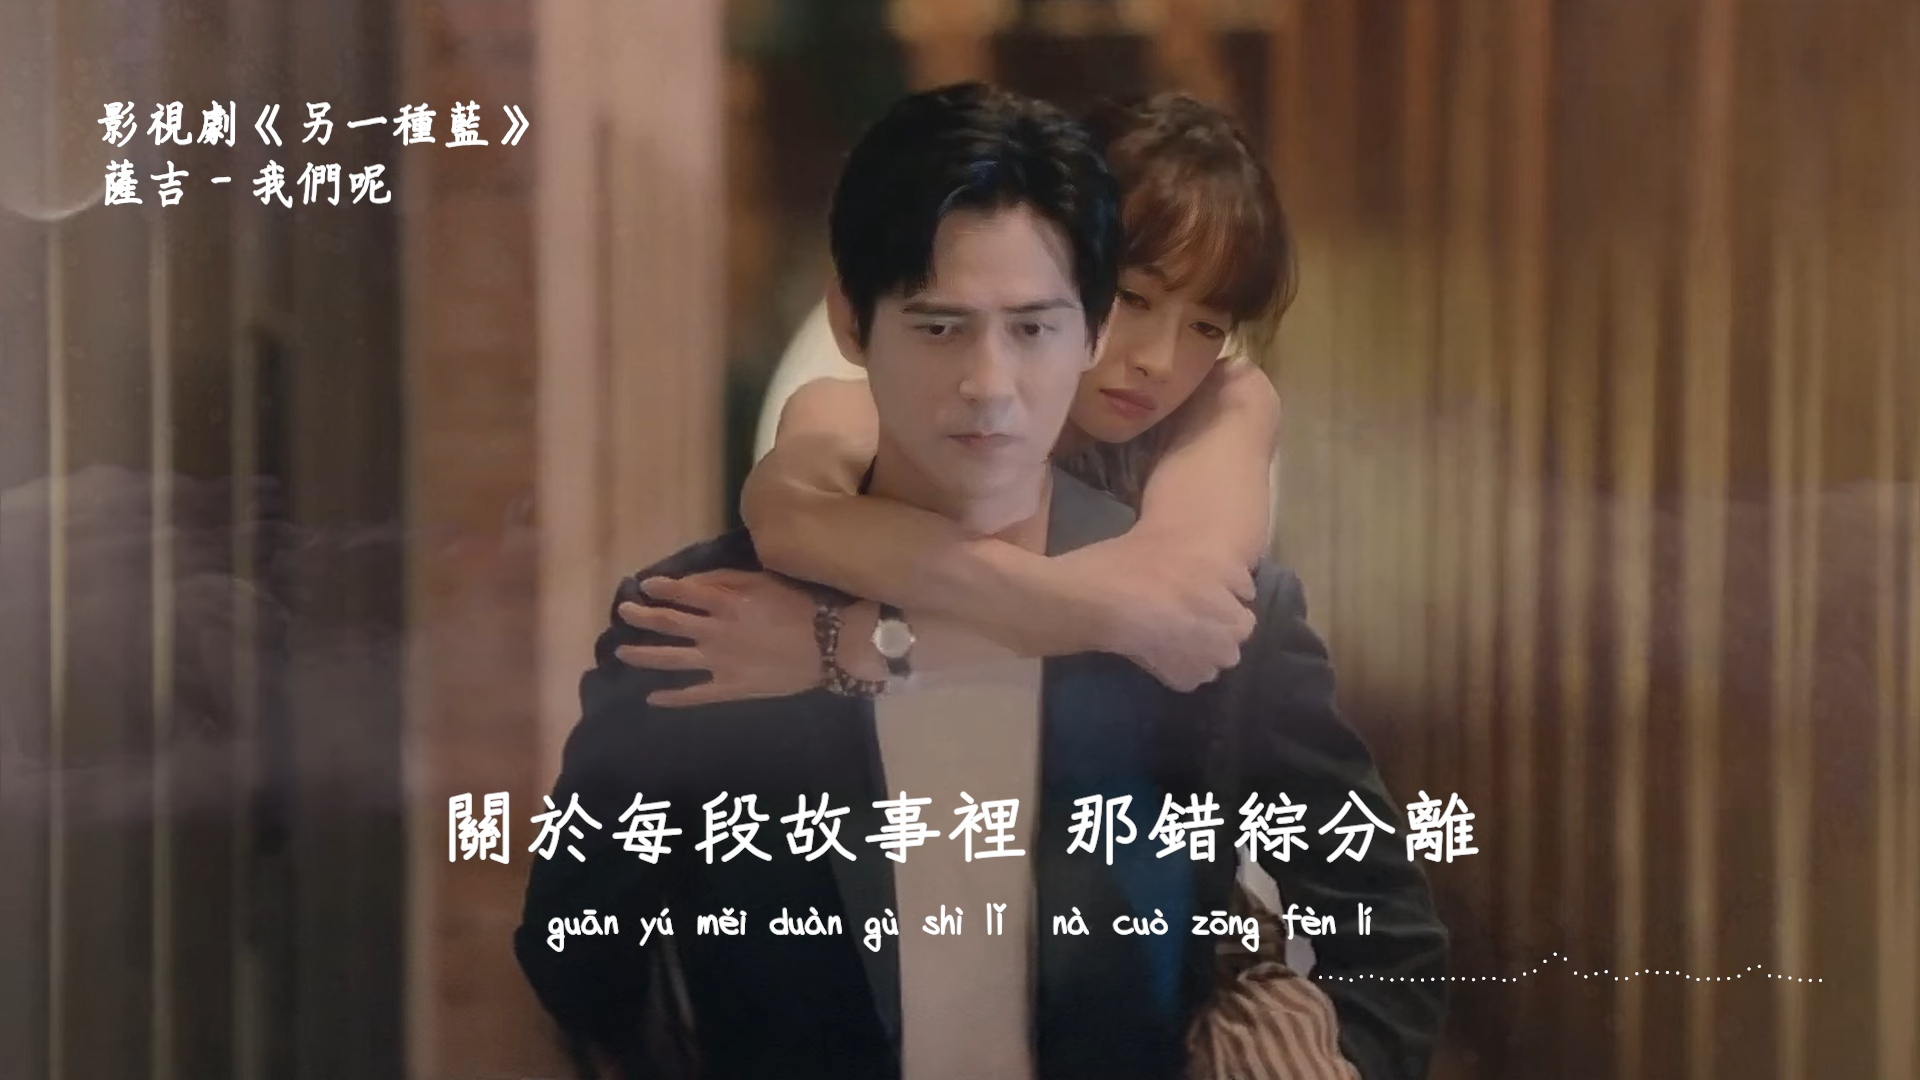 影視劇《另一種藍》
薩吉 - 我們呢
關於每段故事裡 那錯綜分離
guān yú měi duàn gù shì lǐ nà cuò zōng fèn lí